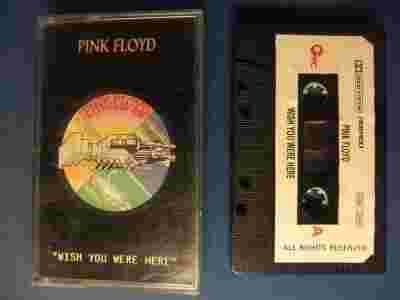 PINK FLOYD
"WISH YOU WERE HERE"
PINK FLOYD
WISH YOU WERE HERE
A
ALL RIGHTS RESERVED